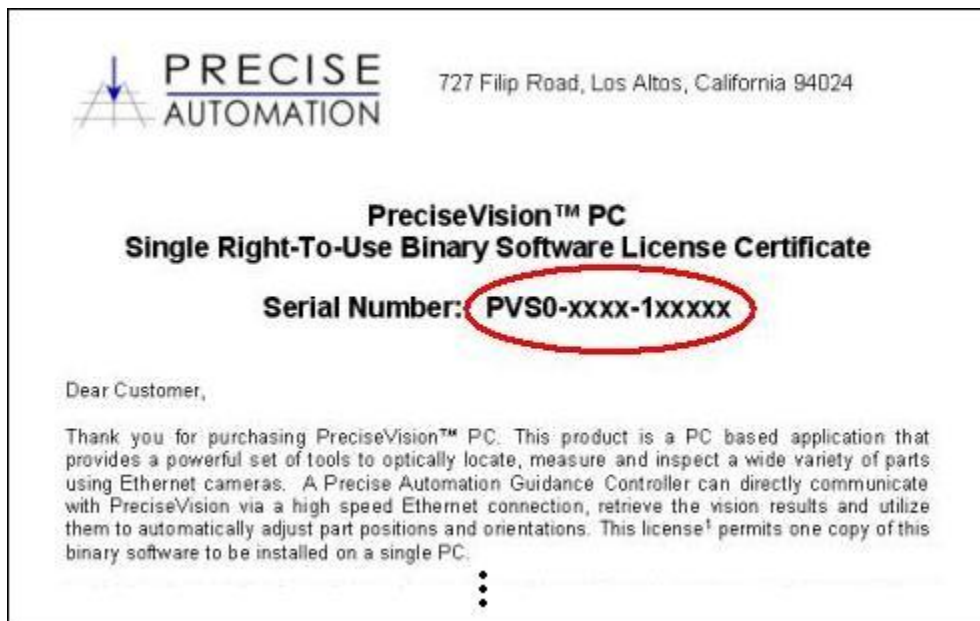 PRECISE
AUTOMATION
727 Filip Road, Los Altos, California 94024
PreciseVision™ PC
Single Right-To-Use Binary Software License Certificate
Serial Number: PVS0-xxxx-1xxxxx
Dear Customer,
Thank you for purchasing PreciseVision™ PC. This product is a PC based application that
provides a powerful set of tools to optically locate, measure and inspect a wide variety of parts
using Ethernet cameras. A Precise Automation Guidance Controller can directly communicate
with PreciseVision via a high speed Ethernet connection, retrieve the vision results and utilize
them to automatically adjust part positions and orientations. This license¹ permits one copy of this
binary software to be installed on a single PC.